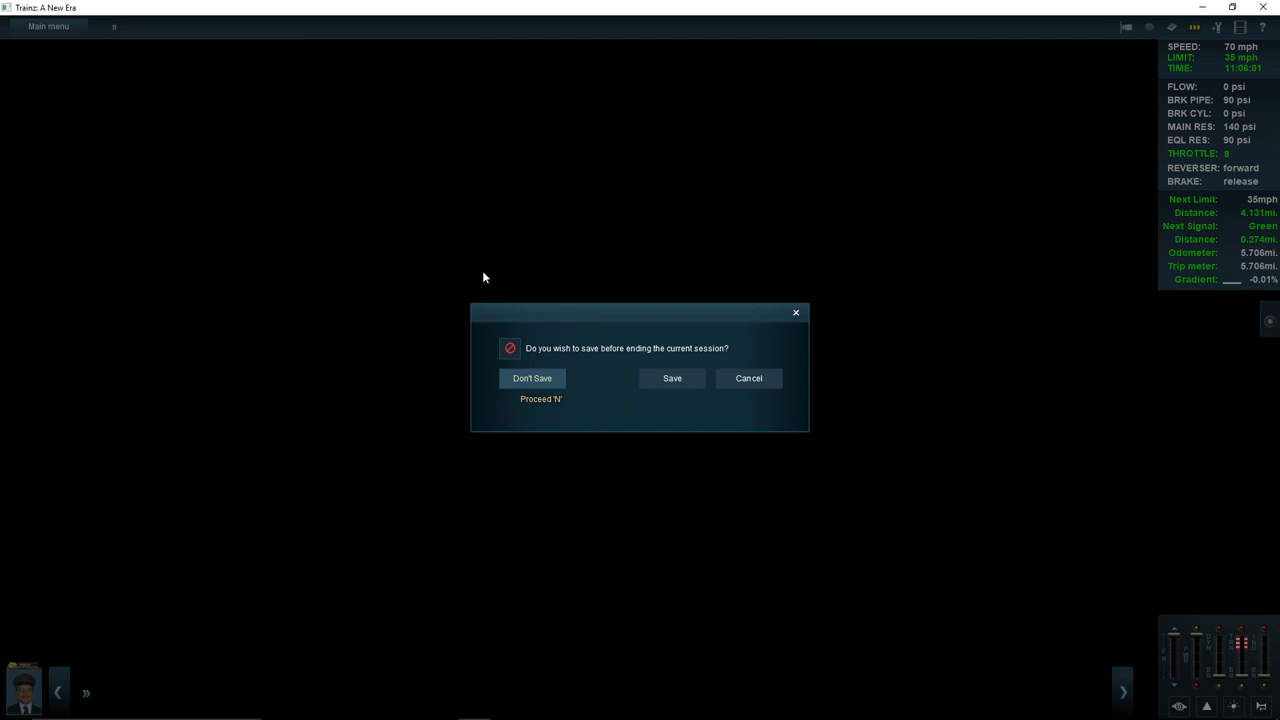 Trainz: A New Era
Main menu
SPEED: 70 mph
LIMIT: 35 mph
TIME: 11:06:01
FLOW: 0 psi
BRK PIPE: 90 psi
BRK CYL: 0 psi
MAIN RES: 140 psi
EQL RES: 90 psi
THROTTLE: 8
REVERSER: forward
BRAKE: release
Next Limit: 35mph
Distance: 4.131mi.
Next Signal: Green
Distance: 0.274mi.
Odometer: 5.706mi.
Trip meter: 5.706mi.
Gradient: -0.01%
Do you wish to save before ending the current session?
Don't Save Save Cancel
Proceed 'N'